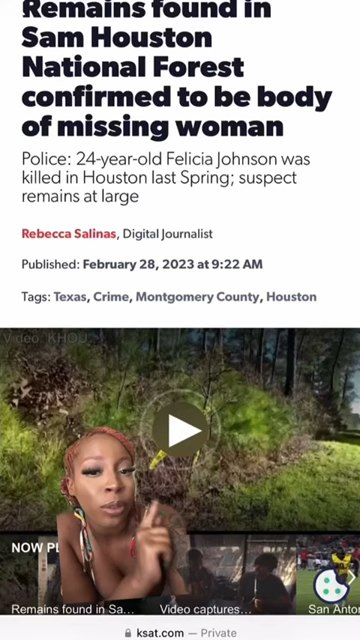 Remains found in
Sam Houston
National Forest
confirmed to be body
of missing woman
Police: 24-year-old Felicia Johnson was
killed in Houston last Spring; suspect
remains at large
Rebecca Salinas, Digital Journalist
Published: February 28, 2023 at 9:22 AM
Tags: Texas, Crime, Montgomery County, Houston
Video: KHOU
NOW PL
Remains found in Sa...
Video captures...
San Anto
ksat.com — Private